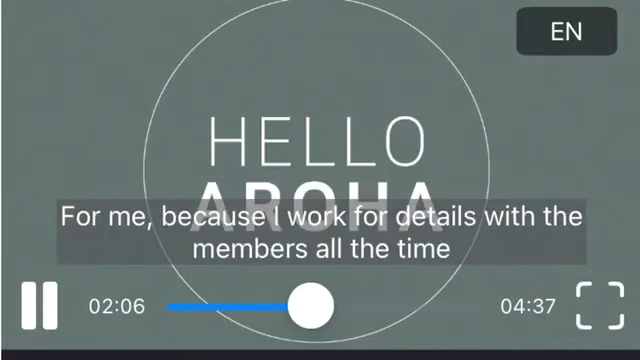 EN
HELLO
AROHA
For me, because I work for details with the
members all the time
02:06
04:37